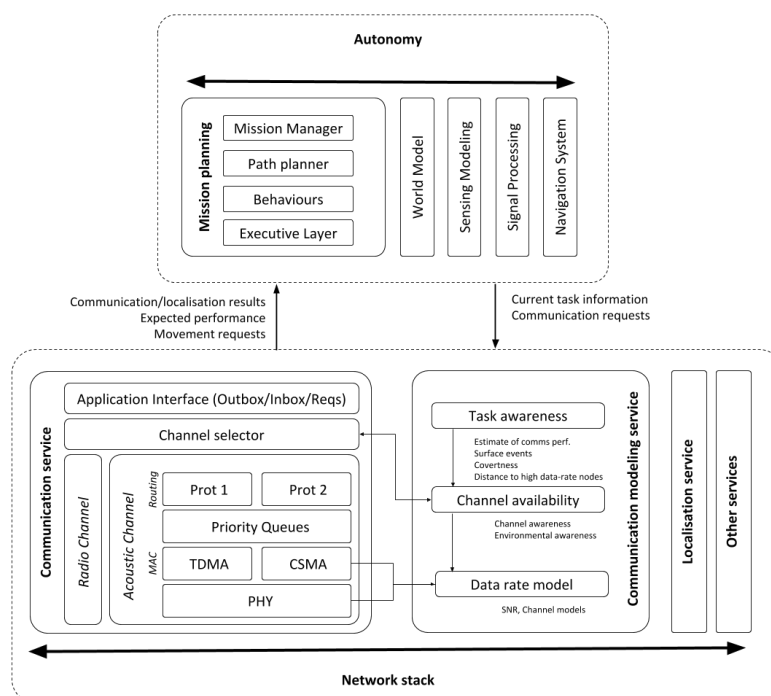 Autonomy
Mission planning
Mission Manager
Path planner
Behaviours
Executive Layer
World Model
Sensing Modeling
Signal Processing
Navigation System
Communication/localisation results
Expected performance
Movement requests
Current task information
Communication requests
Communication service
Application Interface (Outbox/Inbox/Reqs)
Channel selector
Radio Channel
Acoustic Channel
Routing
Prot 1
Prot 2
Priority Queues
MAC
TDMA
CSMA
PHY
Task awareness
Estimate of comms perf.
Surface events
Covertness
Distance to high data-rate nodes
Channel availability
Channel awareness
Environmental awareness
Data rate model
SNR, Channel models
Communication modeling service
Localisation service
Other services
Network stack